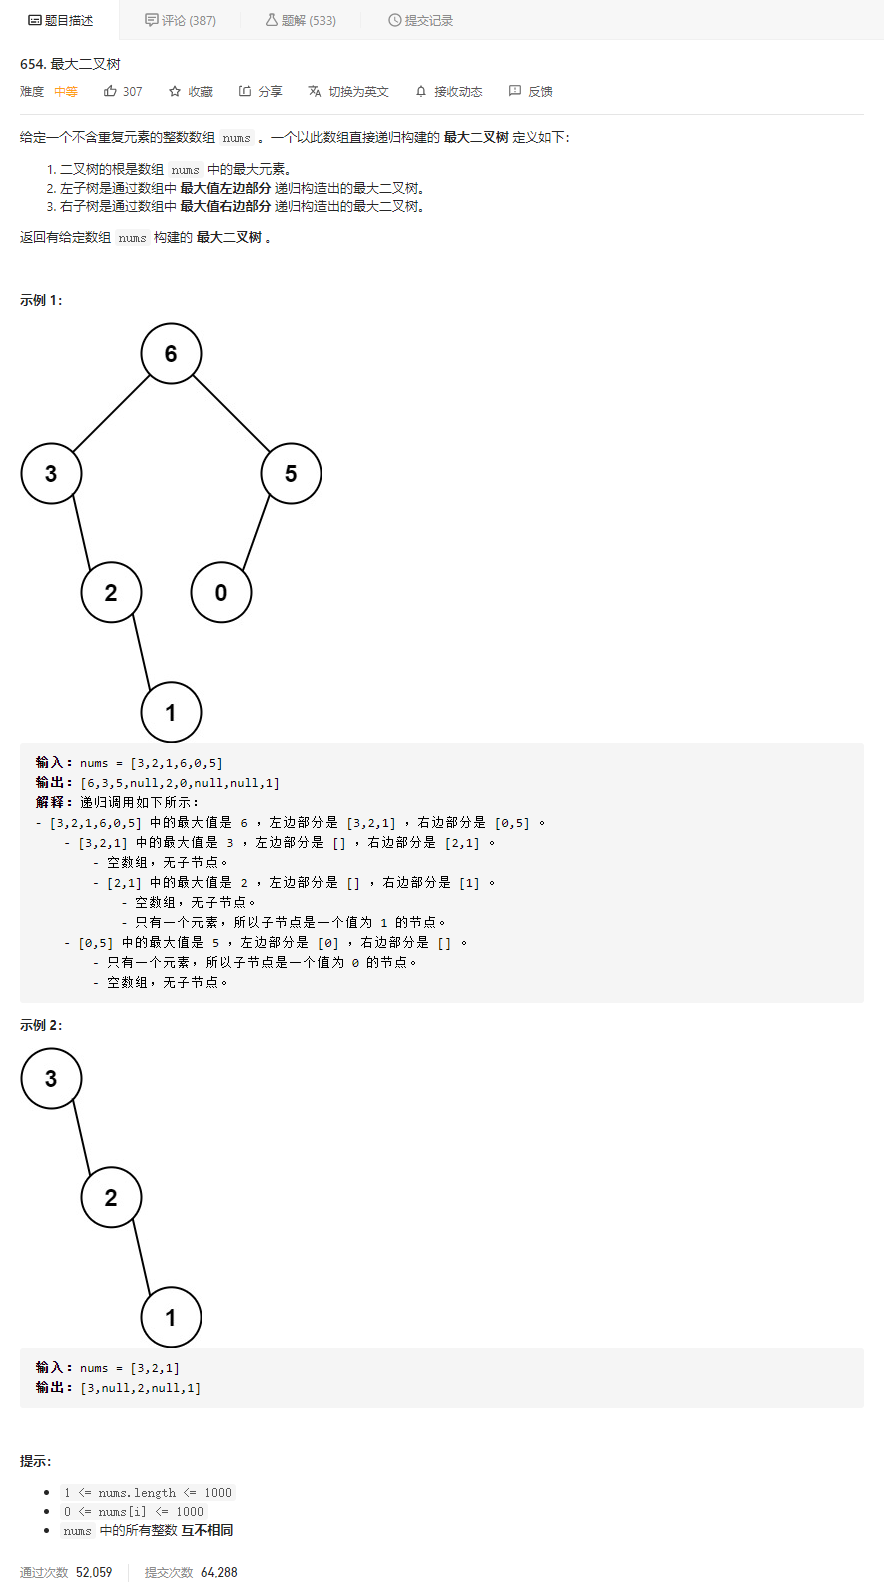 题目描述 评论 (387) 题解 (533) 提交记录
654. 最大二叉树
难度 中等 307 收藏 分享 切换为英文 接收动态 反馈
给定一个不含重复元素的整数数组 nums 。一个以此数组直接递归构建的 最大二叉树 定义如下：
1. 二叉树的根是数组 nums 中的最大元素。
2. 左子树是通过数组中 最大值左边部分 递归构造出的最大二叉树。
3. 右子树是通过数组中 最大值右边部分 递归构造出的最大二叉树。
返回有给定数组 nums 构建的 最大二叉树 。
示例 1：
6
3 5
2 0
1
输入：nums = [3,2,1,6,0,5]
输出：[6,3,5,null,2,0,null,null,1]
解释：递归调用如下所示：
- [3,2,1,6,0,5] 中的最大值是 6 ，左边部分是 [3,2,1] ，右边部分是 [0,5] 。
- [3,2,1] 中的最大值是 3 ，左边部分是 [] ，右边部分是 [2,1] 。
- 空数组，无子节点。
- [2,1] 中的最大值是 2 ，左边部分是 [] ，右边部分是 [1] 。
- 空数组，无子节点。
- 只有一个元素，所以子节点是一个值为 1 的节点。
- [0,5] 中的最大值是 5 ，左边部分是 [0] ，右边部分是 [] 。
- 只有一个元素，所以子节点是一个值为 0 的节点。
- 空数组，无子节点。
示例 2：
3
2
1
输入：nums = [3,2,1]
输出：[3,null,2,null,1]
提示：
• 1 <= nums.length <= 1000
• 0 <= nums[i] <= 1000
• nums 中的所有整数 互不相同
通过次数 52,059 提交次数 64,288